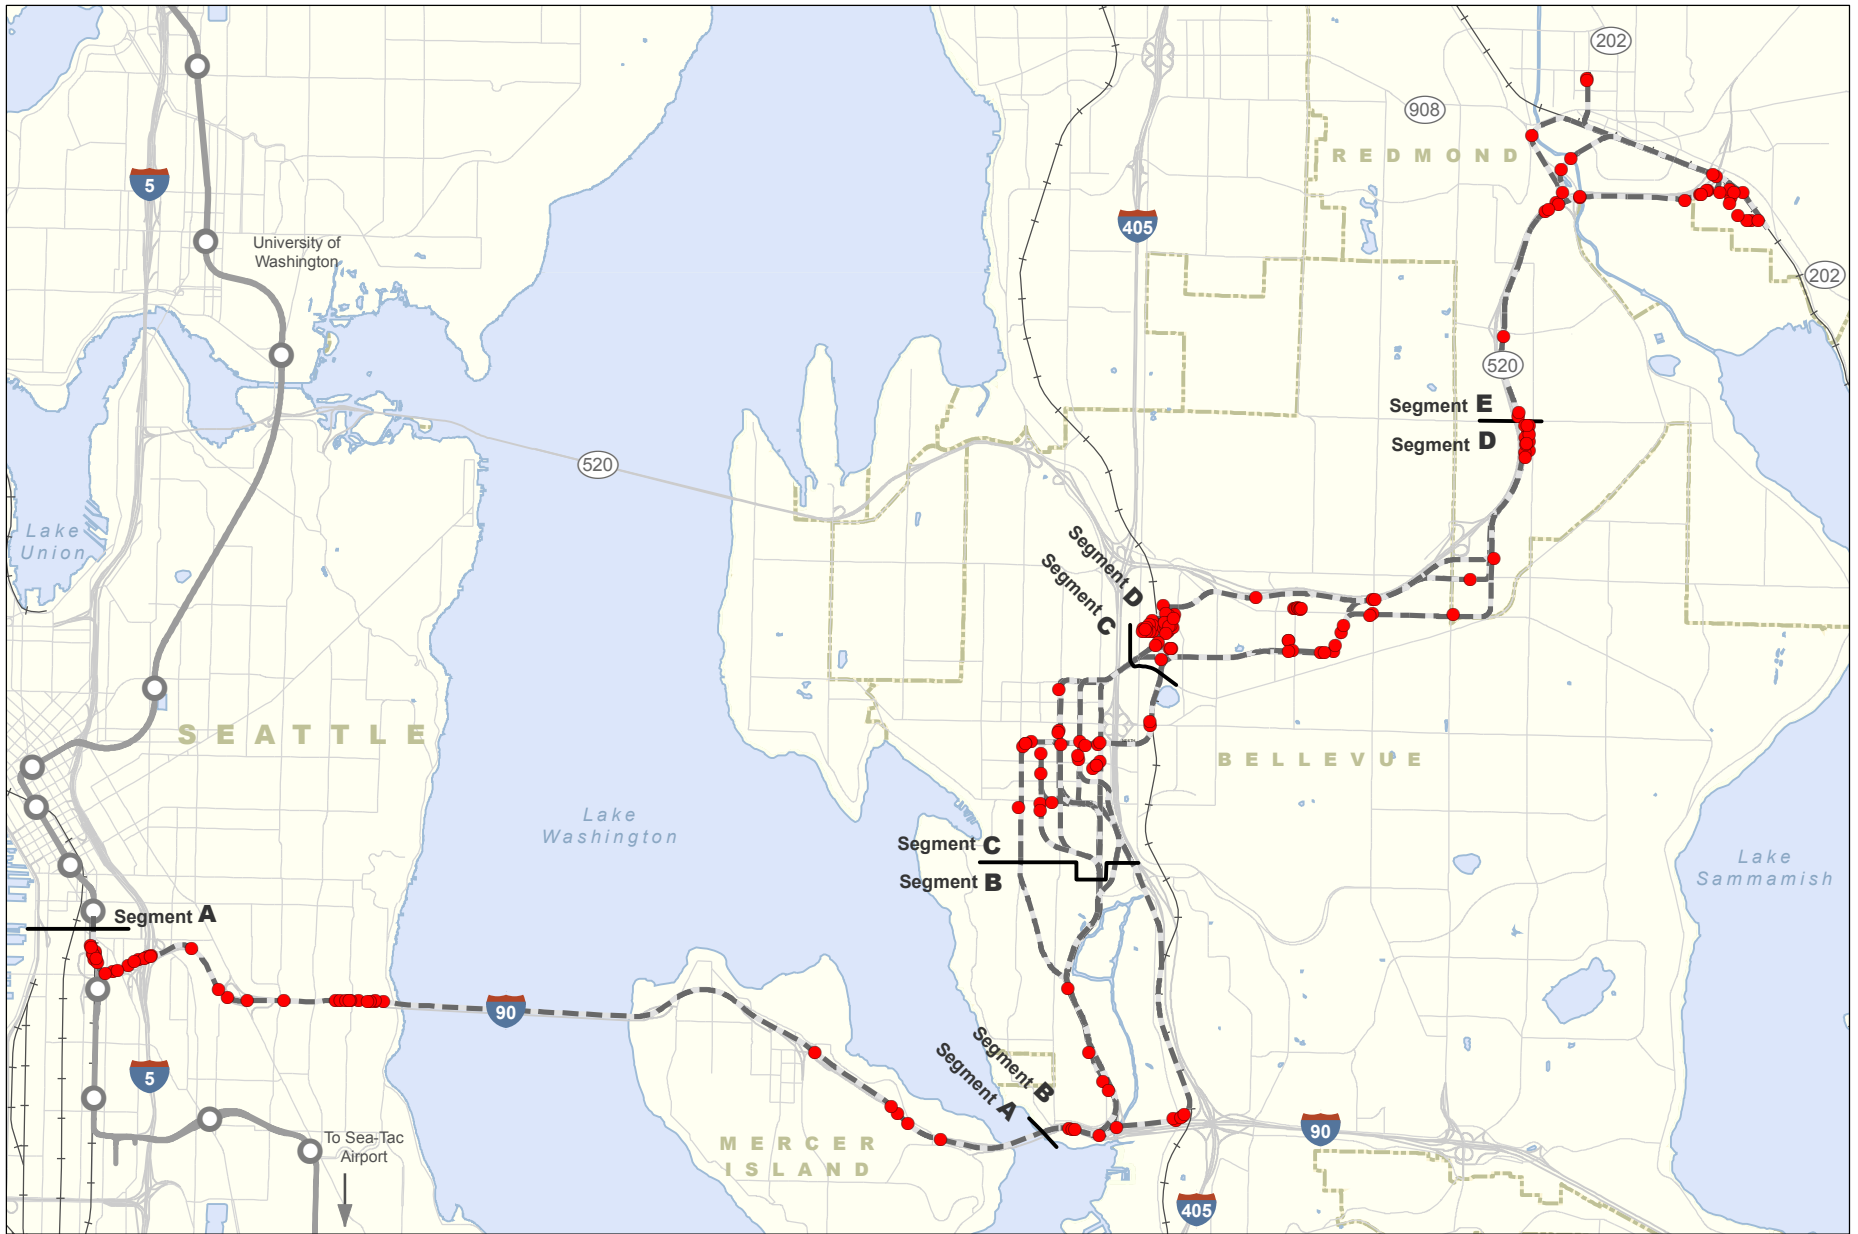 202
908
REDMOND
5
405
University of
Washington
202
520
Segment E
Segment D
520
Lake
Union
Segment D
Segment C
SEATTLE
BELLEVUE
Lake
Washington
Segment C
Segment B
Lake
Sammamish
Segment A
90
Segment B
Segment A
5
90
To Sea-Tac
Airport
MERCER
ISLAND
405